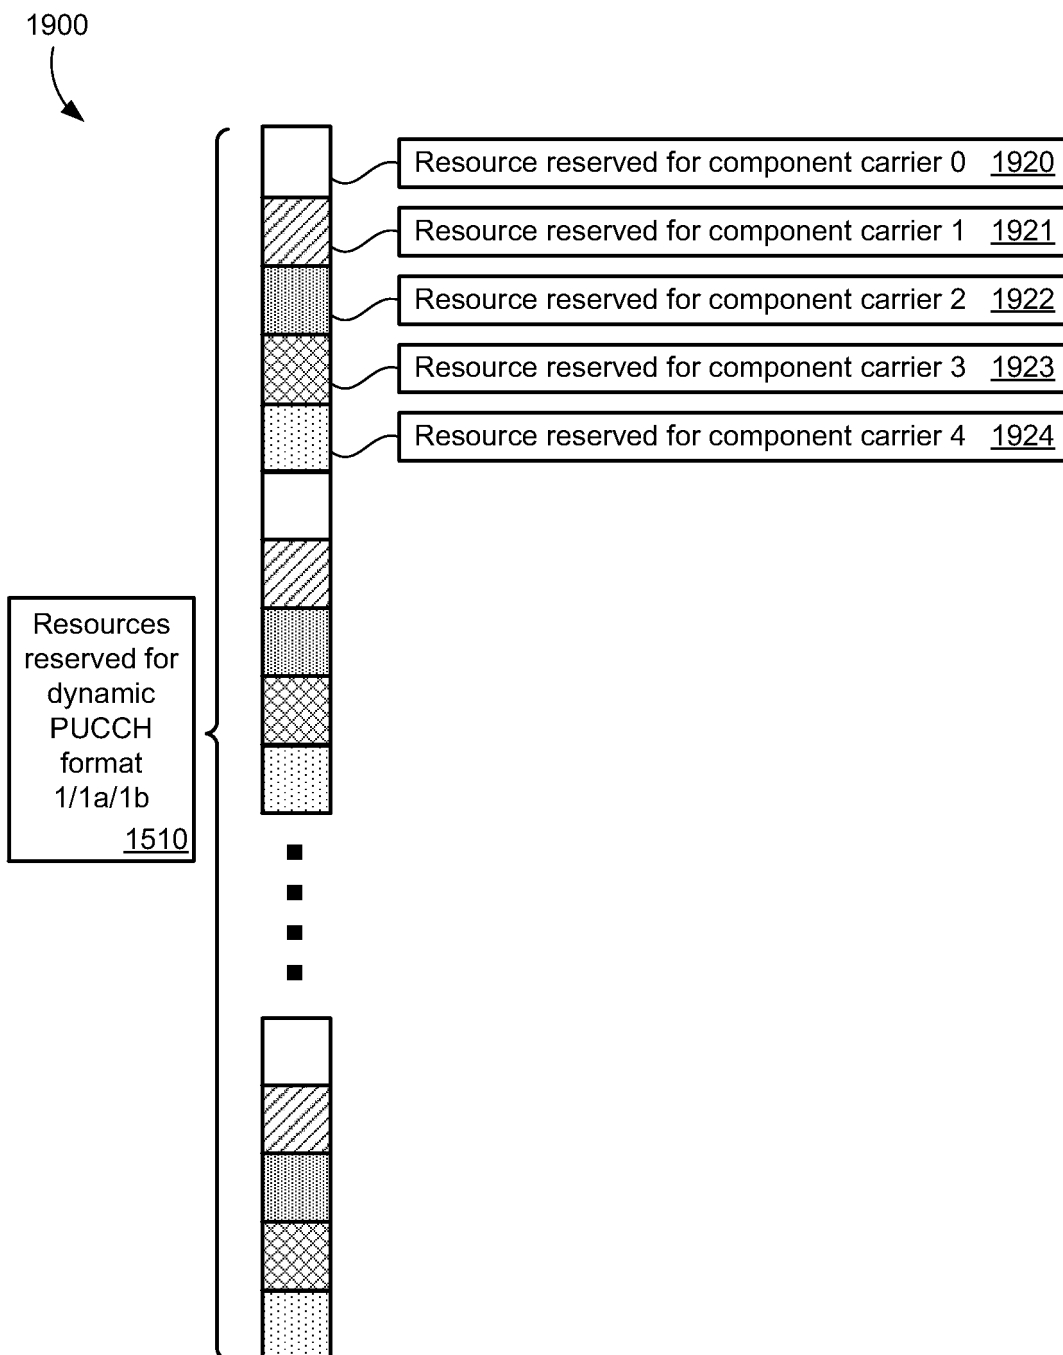 1900
Resource reserved for component carrier 0 1920
Resource reserved for component carrier 1 1921
Resource reserved for component carrier 2 1922
Resource reserved for component carrier 3 1923
Resource reserved for component carrier 4 1924
Resources
reserved for
dynamic
PUCCH
format
1/1a/1b
1510